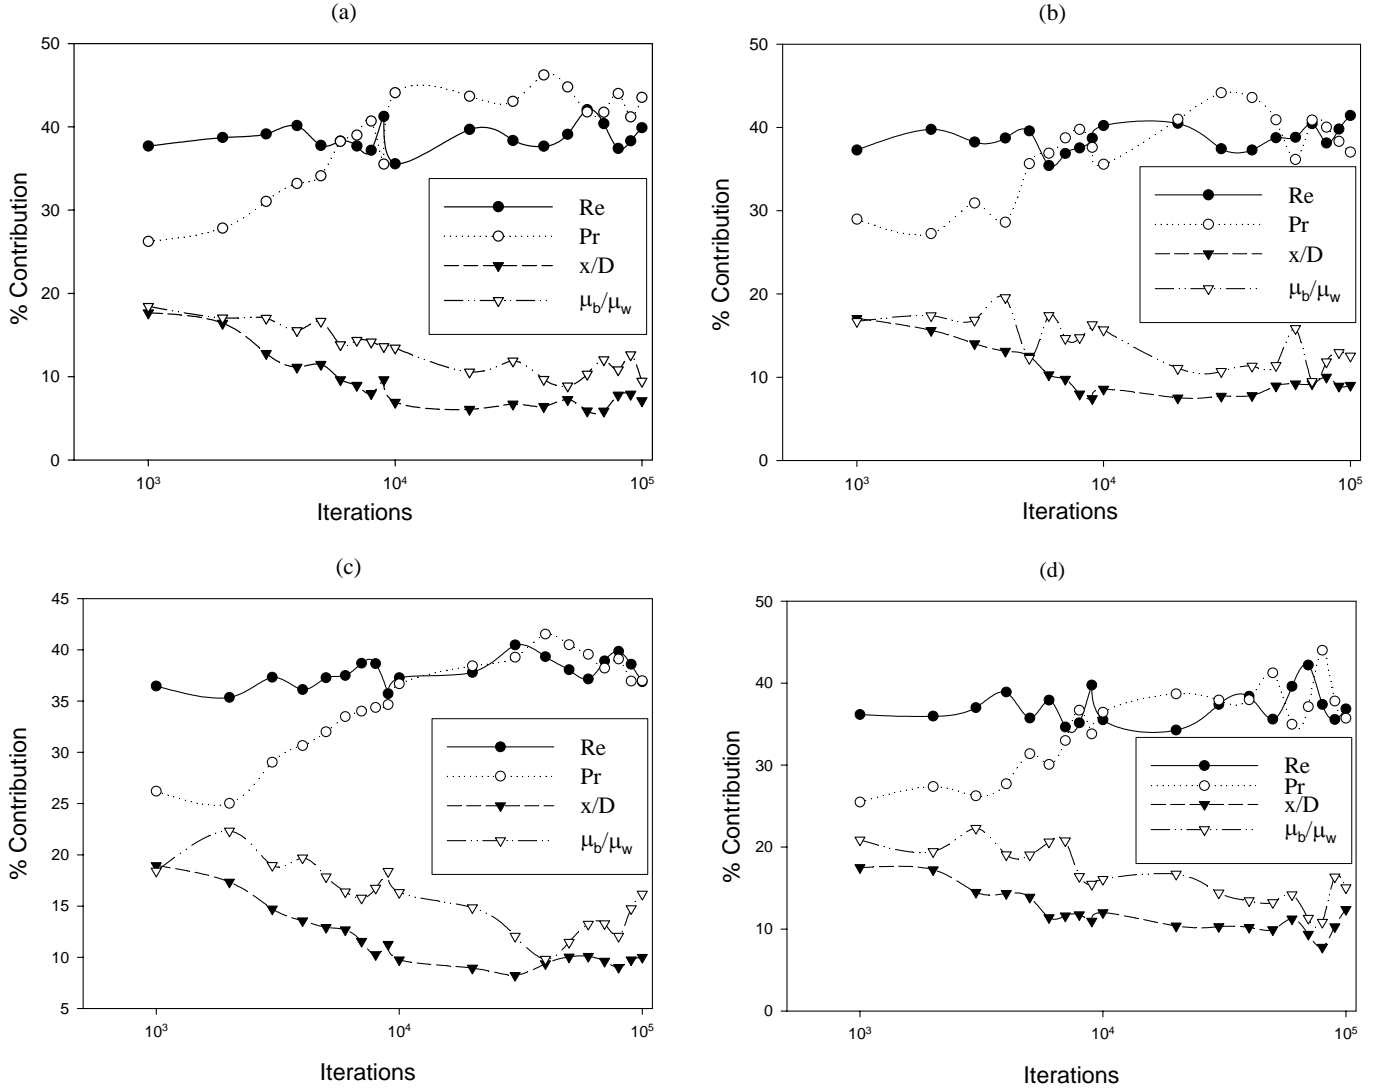 (a)
50
40
30
20
10
0
% Contribution
Re
Pr
x/D
μb/μw
10³
10⁴
10⁵
Iterations
(b)
50
40
30
20
10
0
% Contribution
Re
Pr
x/D
μb/μw
10³
10⁴
10⁵
Iterations
(c)
45
40
35
30
25
20
15
10
5
% Contribution
Re
Pr
x/D
μb/μw
10³
10⁴
10⁵
Iterations
(d)
50
40
30
20
10
0
% Contribution
Re
Pr
x/D
μb/μw
10³
10⁴
10⁵
Iterations